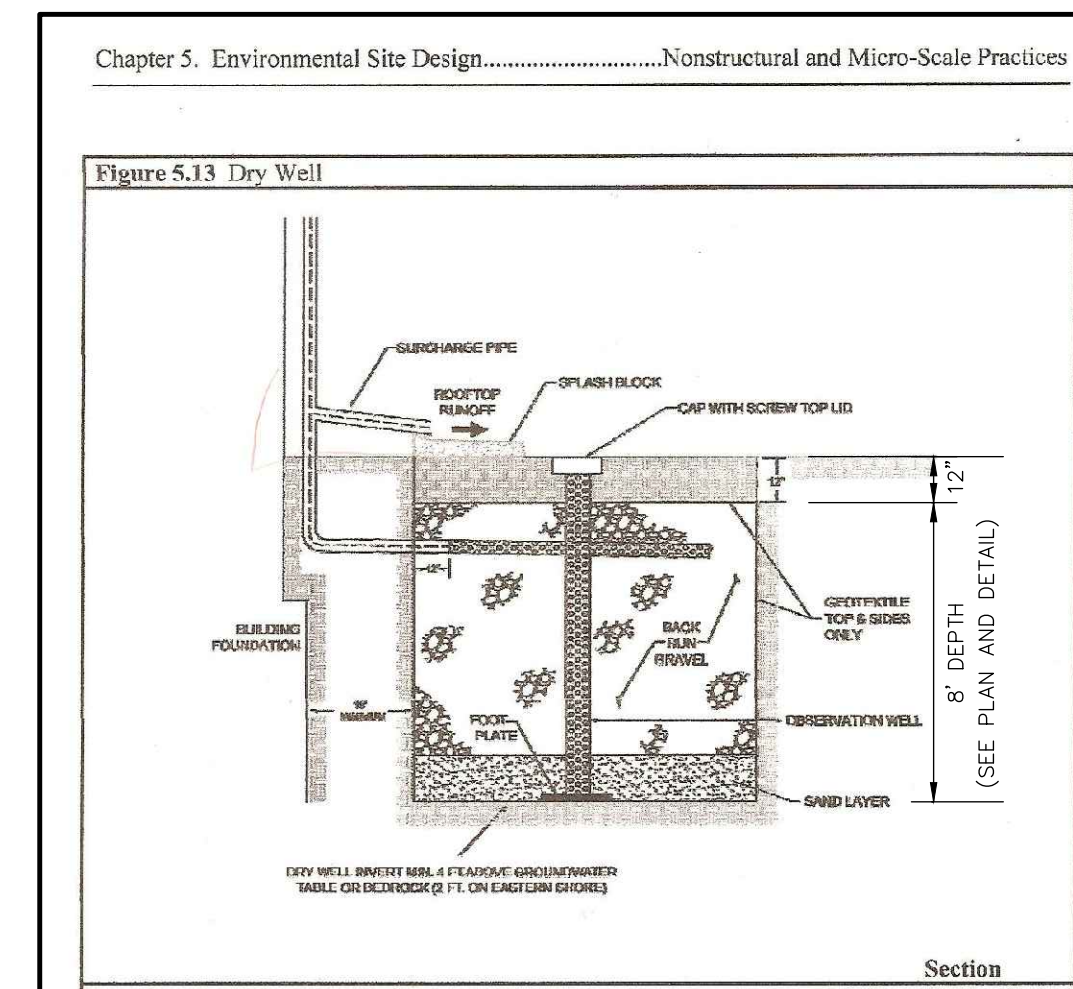 Chapter 5. Environmental Site Design.............................Nonstructural and Micro-Scale Practices
Figure 5.13 Dry Well
SURCHARGE PIPE
ROOFTOP
RUNOFF
SPLASH BLOCK
CAP WITH SCREW TOP LID
12"
12"
12"
BUILDING
FOUNDATION
BACK
RUN
GRAVEL
GEOTEXTILE
TOP & SIDES
ONLY
8' DEPTH
(SEE PLAN AND DETAIL)
10'
MINIMUM
FOOT
PLATE
OBSERVATION WELL
SAND LAYER
DRY WELL INVERT MIN. 4 FT ABOVE GROUNDWATER
TABLE OR BEDROCK (2 FT. ON EASTERN SHORE)
Section